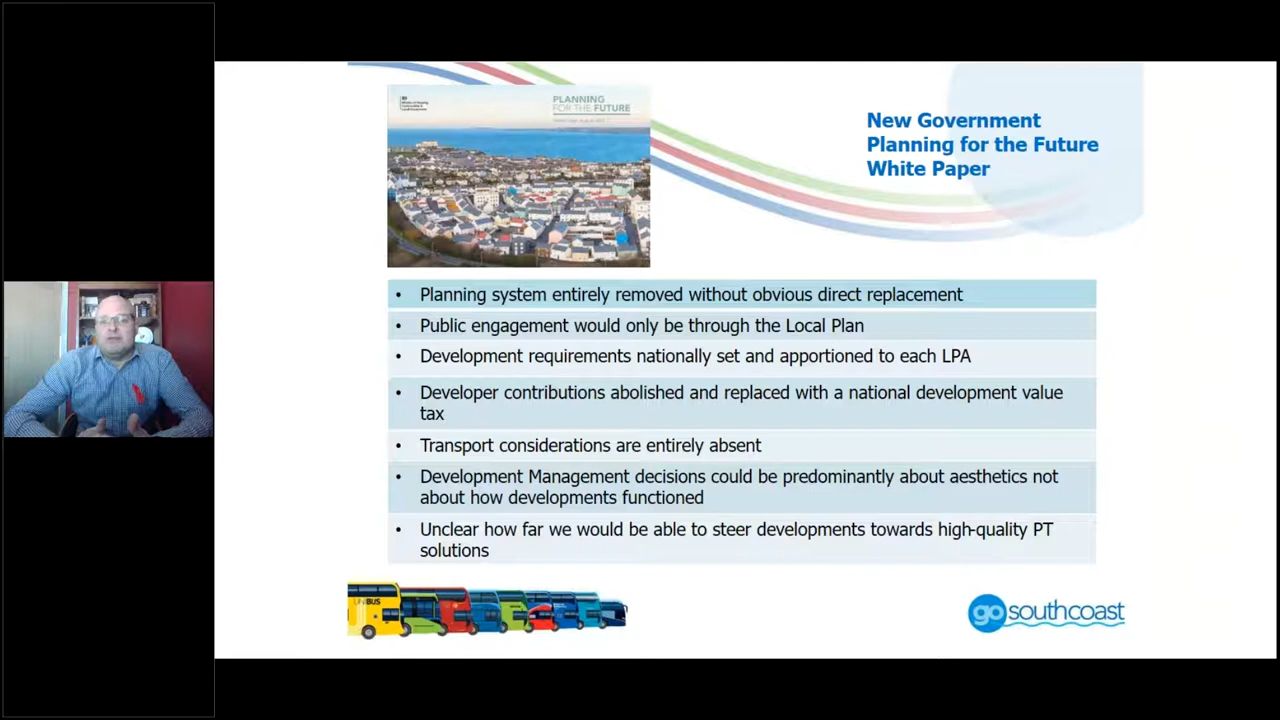 PLANNING
FOR THE FUTURE
New Government
Planning for the Future
White Paper
• Planning system entirely removed without obvious direct replacement
• Public engagement would only be through the Local Plan
• Development requirements nationally set and apportioned to each LPA
• Developer contributions abolished and replaced with a national development value
tax
• Transport considerations are entirely absent
• Development Management decisions could be predominantly about aesthetics not
about how developments functioned
• Unclear how far we would be able to steer developments towards high-quality PT
solutions
UNIBUS
go southcoast